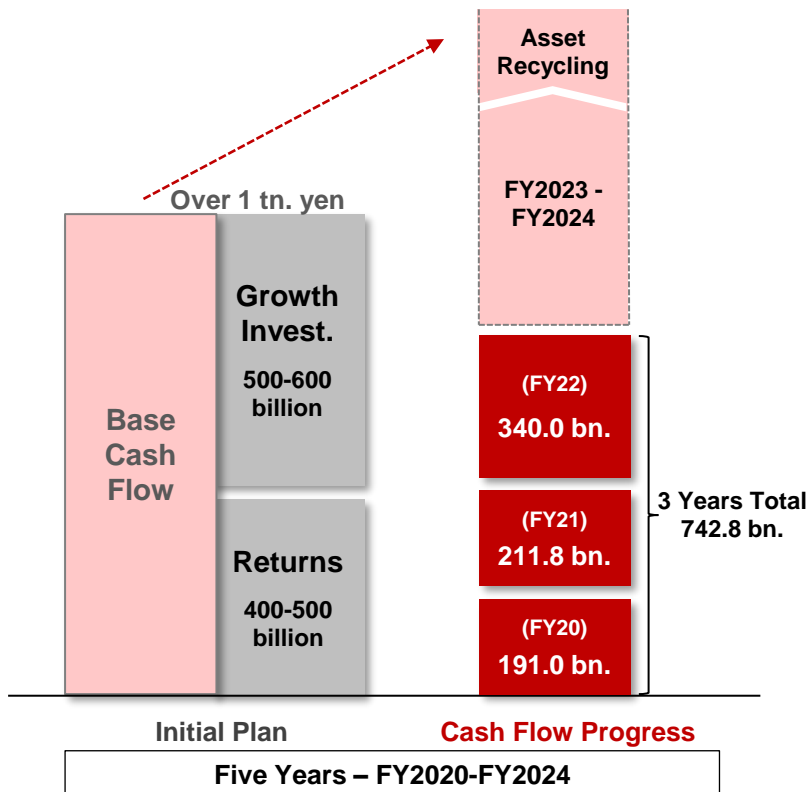 Asset
Recycling
FY2023 -
FY2024
Over 1 tn. yen
Growth
Invest.
500-600
billion
Base
Cash
Flow
Returns
400-500
billion
(FY22)
340.0 bn.
(FY21)
211.8 bn.
(FY20)
191.0 bn.
3 Years Total
742.8 bn.
Initial Plan
Cash Flow Progress
Five Years – FY2020-FY2024